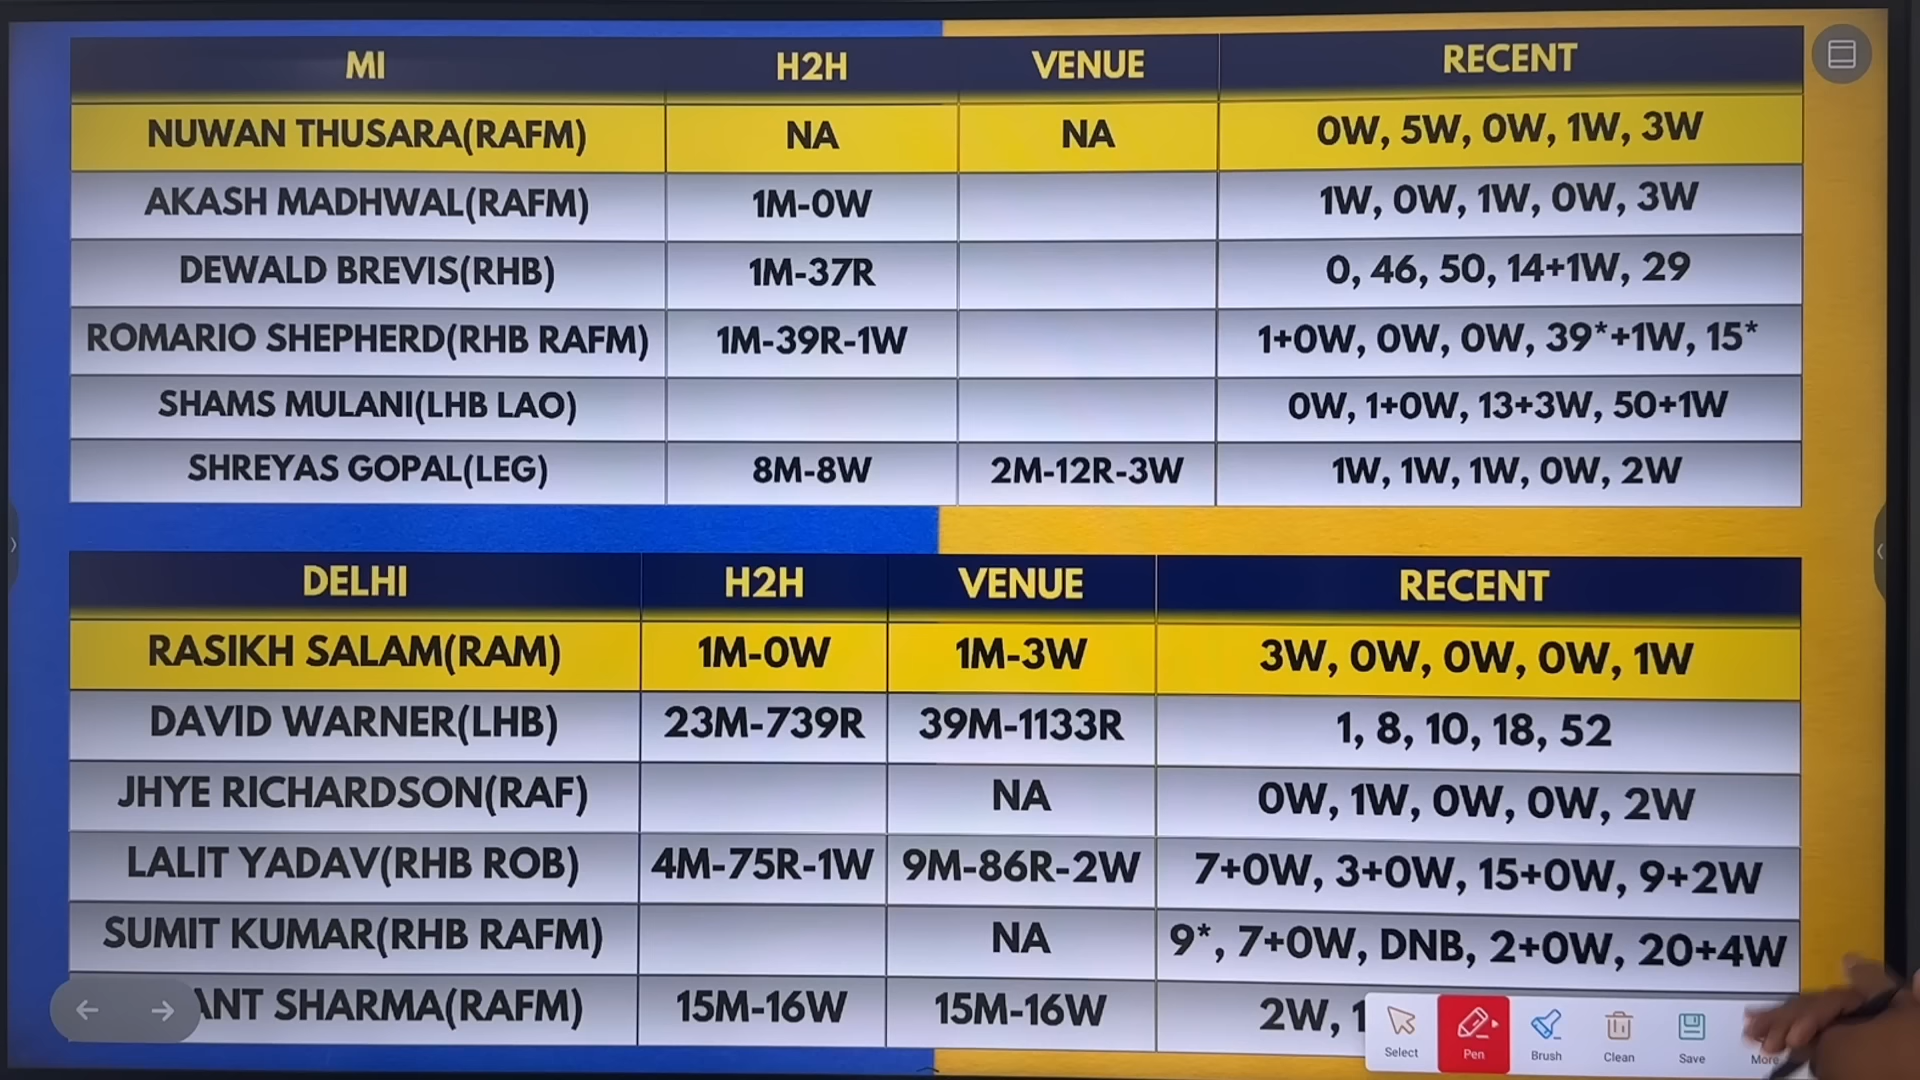 MI H2H VENUE RECENT
NUWAN THUSARA(RAFM) NA NA 0W, 5W, 0W, 1W, 3W
AKASH MADHWAL(RAFM) 1M-0W 1W, 0W, 1W, 0W, 3W
DEWALD BREVIS(RHB) 1M-37R 0, 46, 50, 14+1W, 29
ROMARIO SHEPHERD(RHB RAFM) 1M-39R-1W 1+0W, 0W, 0W, 39*+1W, 15*
SHAMS MULANI(LHB LAO) 0W, 1+0W, 13+3W, 50+1W
SHREYAS GOPAL(LEG) 8M-8W 2M-12R-3W 1W, 1W, 1W, 0W, 2W
DELHI H2H VENUE RECENT
RASIKH SALAM(RAM) 1M-0W 1M-3W 3W, 0W, 0W, 0W, 1W
DAVID WARNER(LHB) 23M-739R 39M-1133R 1, 8, 10, 18, 52
JHYE RICHARDSON(RAF) NA 0W, 1W, 0W, 0W, 2W
LALIT YADAV(RHB ROB) 4M-75R-1W 9M-86R-2W 7+0W, 3+0W, 15+0W, 9+2W
SUMIT KUMAR(RHB RAFM) NA 9*, 7+0W, DNB, 2+0W, 20+4W
ANT SHARMA(RAFM) 15M-16W 15M-16W 2W, 1
Select Pen Brush Clean Save More